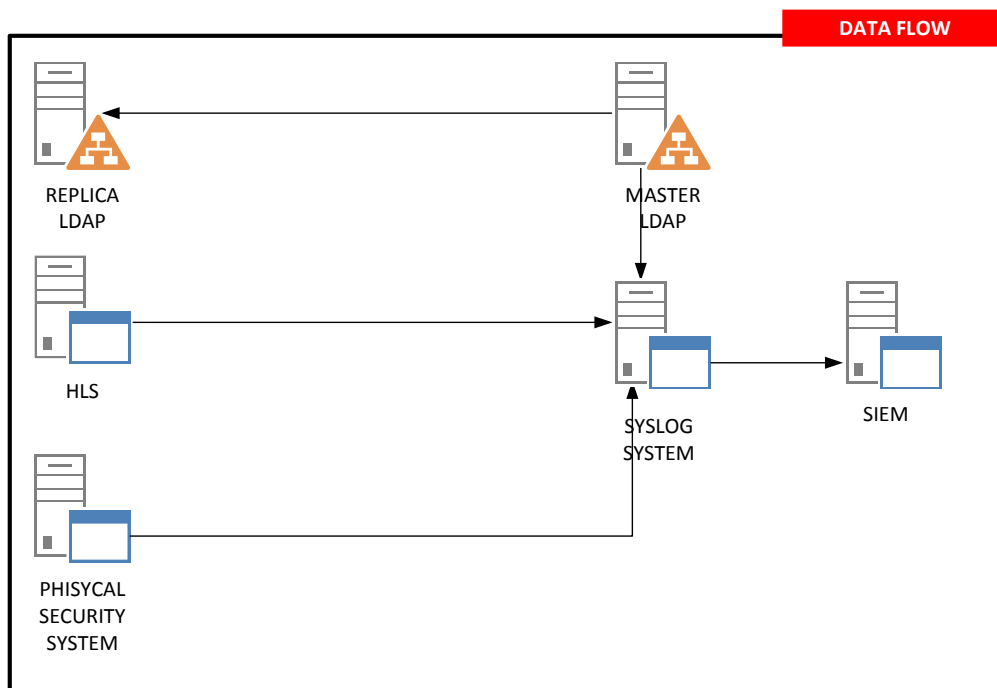 DATA FLOW
REPLICA
LDAP
MASTER
LDAP
HLS
SYSLOG
SYSTEM
SIEM
PHISYCAL
SECURITY
SYSTEM